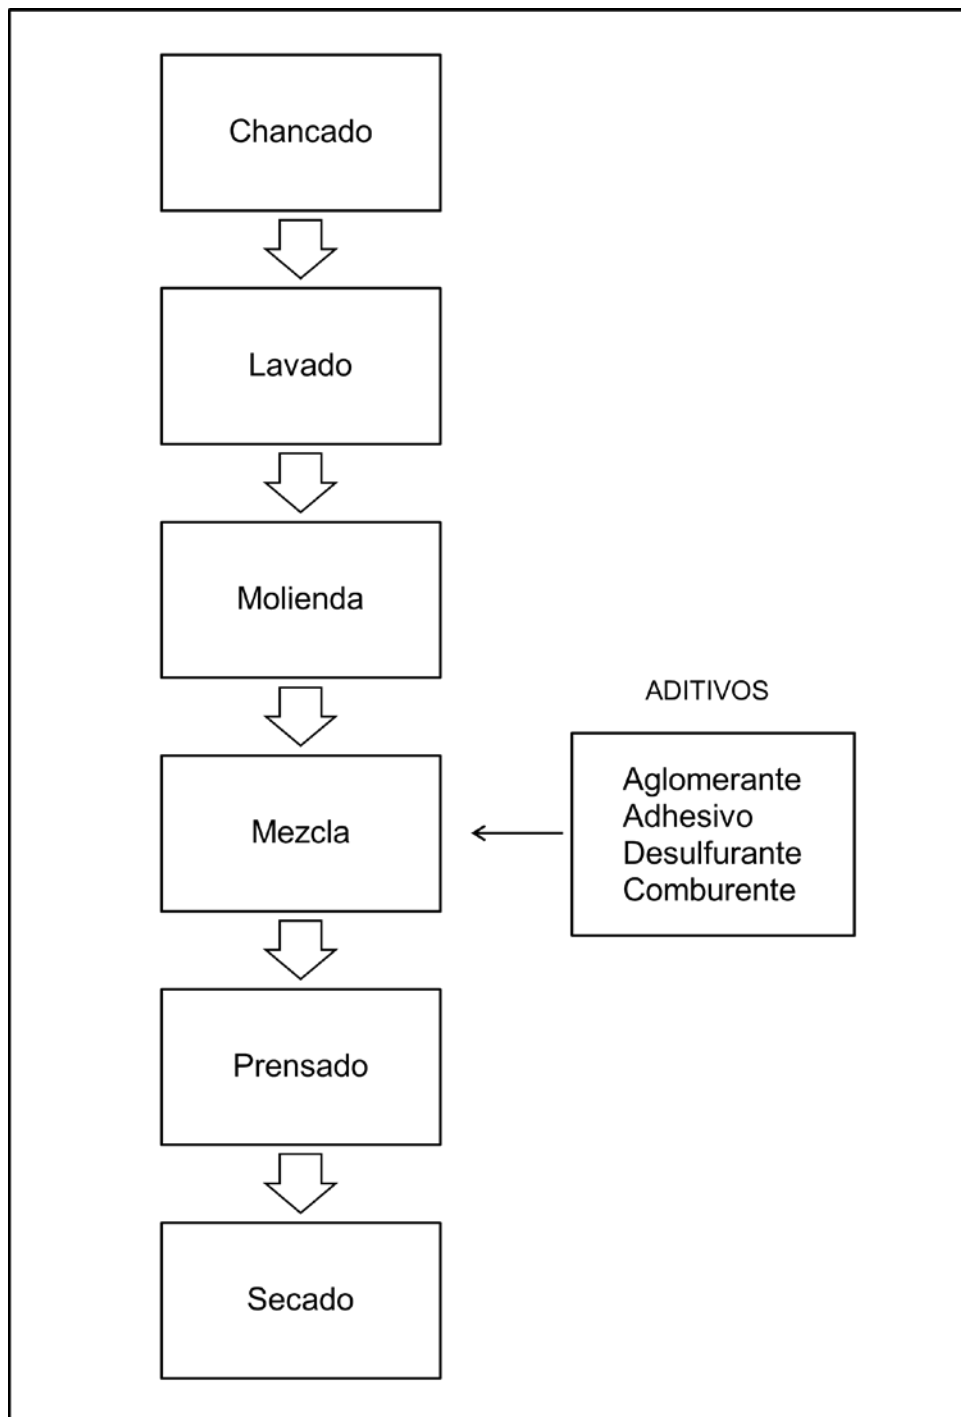 Chancado
Lavado
Molienda
ADITIVOS
Mezcla
Aglomerante
Adhesivo
Desulfurante
Comburente
Prensado
Secado